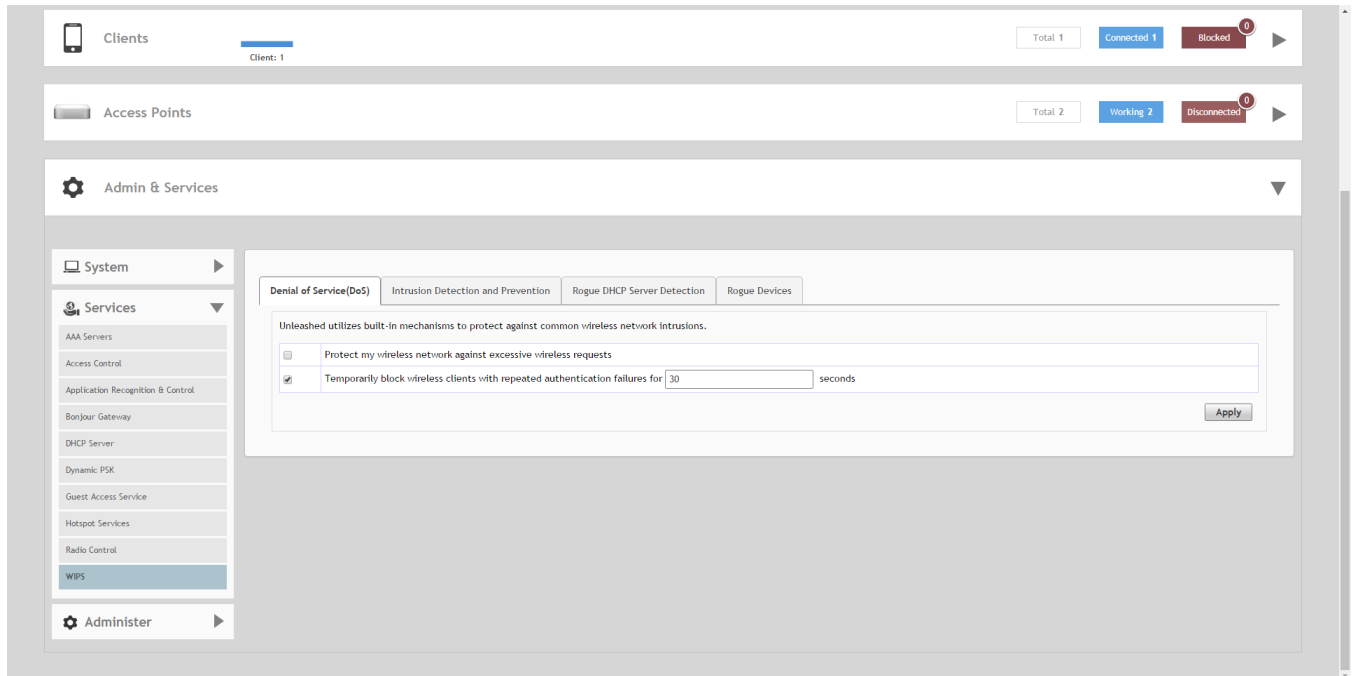 Clients
Client: 1
Total 1
Connected 1
Blocked
0
Access Points
Total 2
Working 2
Disconnected
0
Admin & Services
System
Services
AAA Servers
Access Control
Application Recognition & Control
Bonjour Gateway
DHCP Server
Dynamic PSK
Guest Access Service
Hotspot Services
Radio Control
WIPS
Administer
Denial of Service(DoS)
Intrusion Detection and Prevention
Rogue DHCP Server Detection
Rogue Devices
Unleashed utilizes built-in mechanisms to protect against common wireless network intrusions.
Protect my wireless network against excessive wireless requests
Temporarily block wireless clients with repeated authentication failures for 30 seconds
Apply